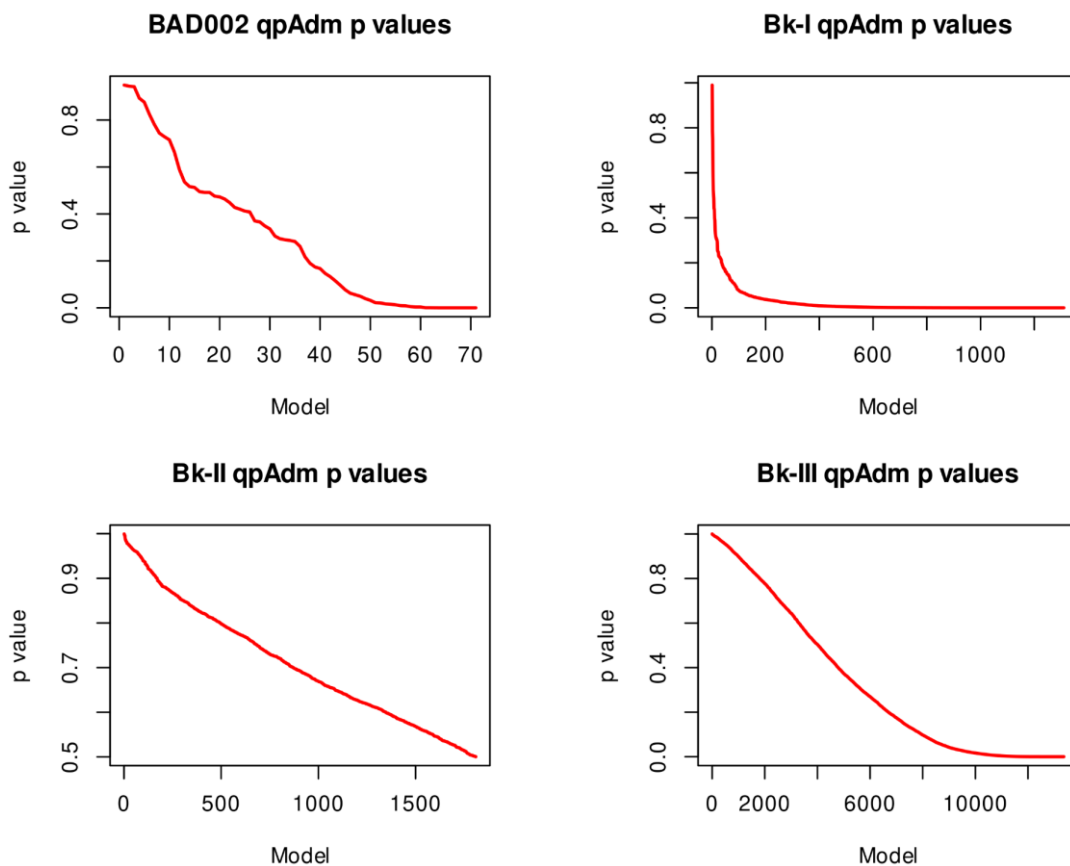 BAD002 qpAdm p values
p value
0.8
0.4
0.0
0 10 20 30 40 50 60 70
Model
Bk-I qpAdm p values
p value
0.8
0.4
0.0
0 200 600 1000
Model
Bk-II qpAdm p values
p value
0.9
0.7
0.5
0 500 1000 1500
Model
Bk-III qpAdm p values
p value
0.8
0.4
0.0
0 2000 6000 10000
Model